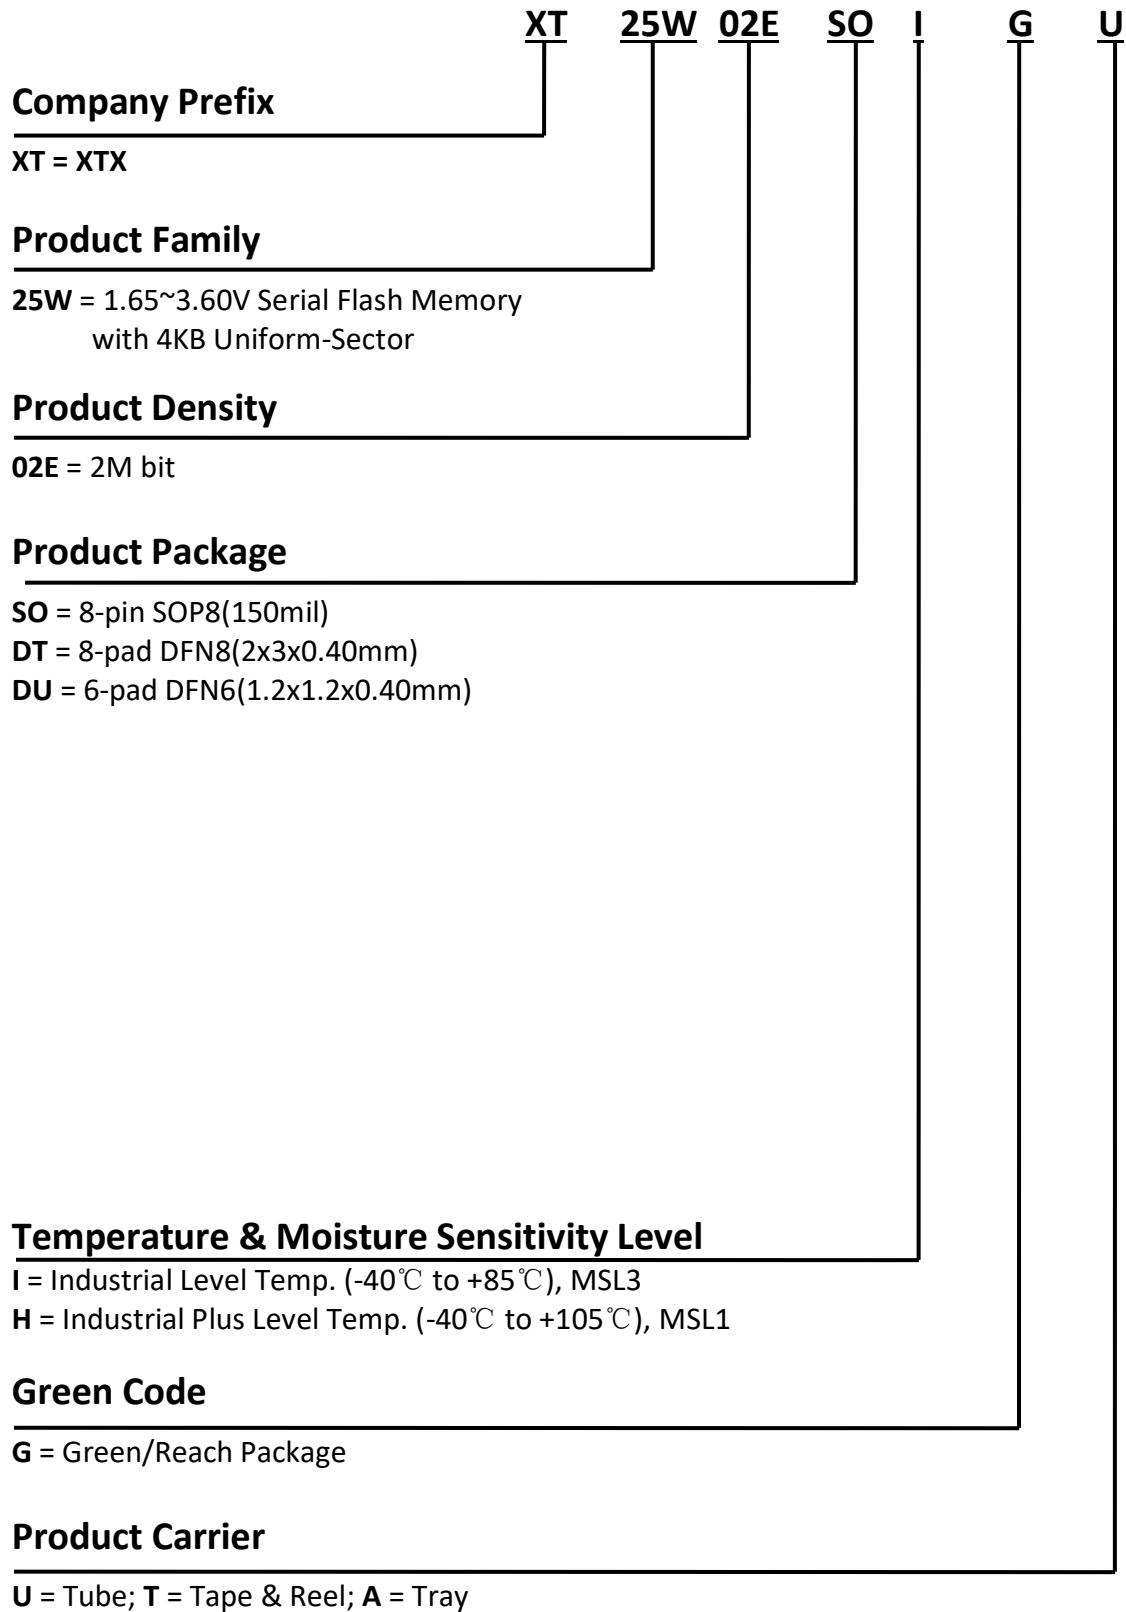 XT 25W 02E SO I G U
Company Prefix
XT = XTX
Product Family
25W = 1.65~3.60V Serial Flash Memory
with 4KB Uniform-Sector
Product Density
02E = 2M bit
Product Package
SO = 8-pin SOP8(150mil)
DT = 8-pad DFN8(2x3x0.40mm)
DU = 6-pad DFN6(1.2x1.2x0.40mm)
Temperature & Moisture Sensitivity Level
I = Industrial Level Temp. (-40℃ to +85℃), MSL3
H = Industrial Plus Level Temp. (-40℃ to +105℃), MSL1
Green Code
G = Green/Reach Package
Product Carrier
U = Tube; T = Tape & Reel; A = Tray